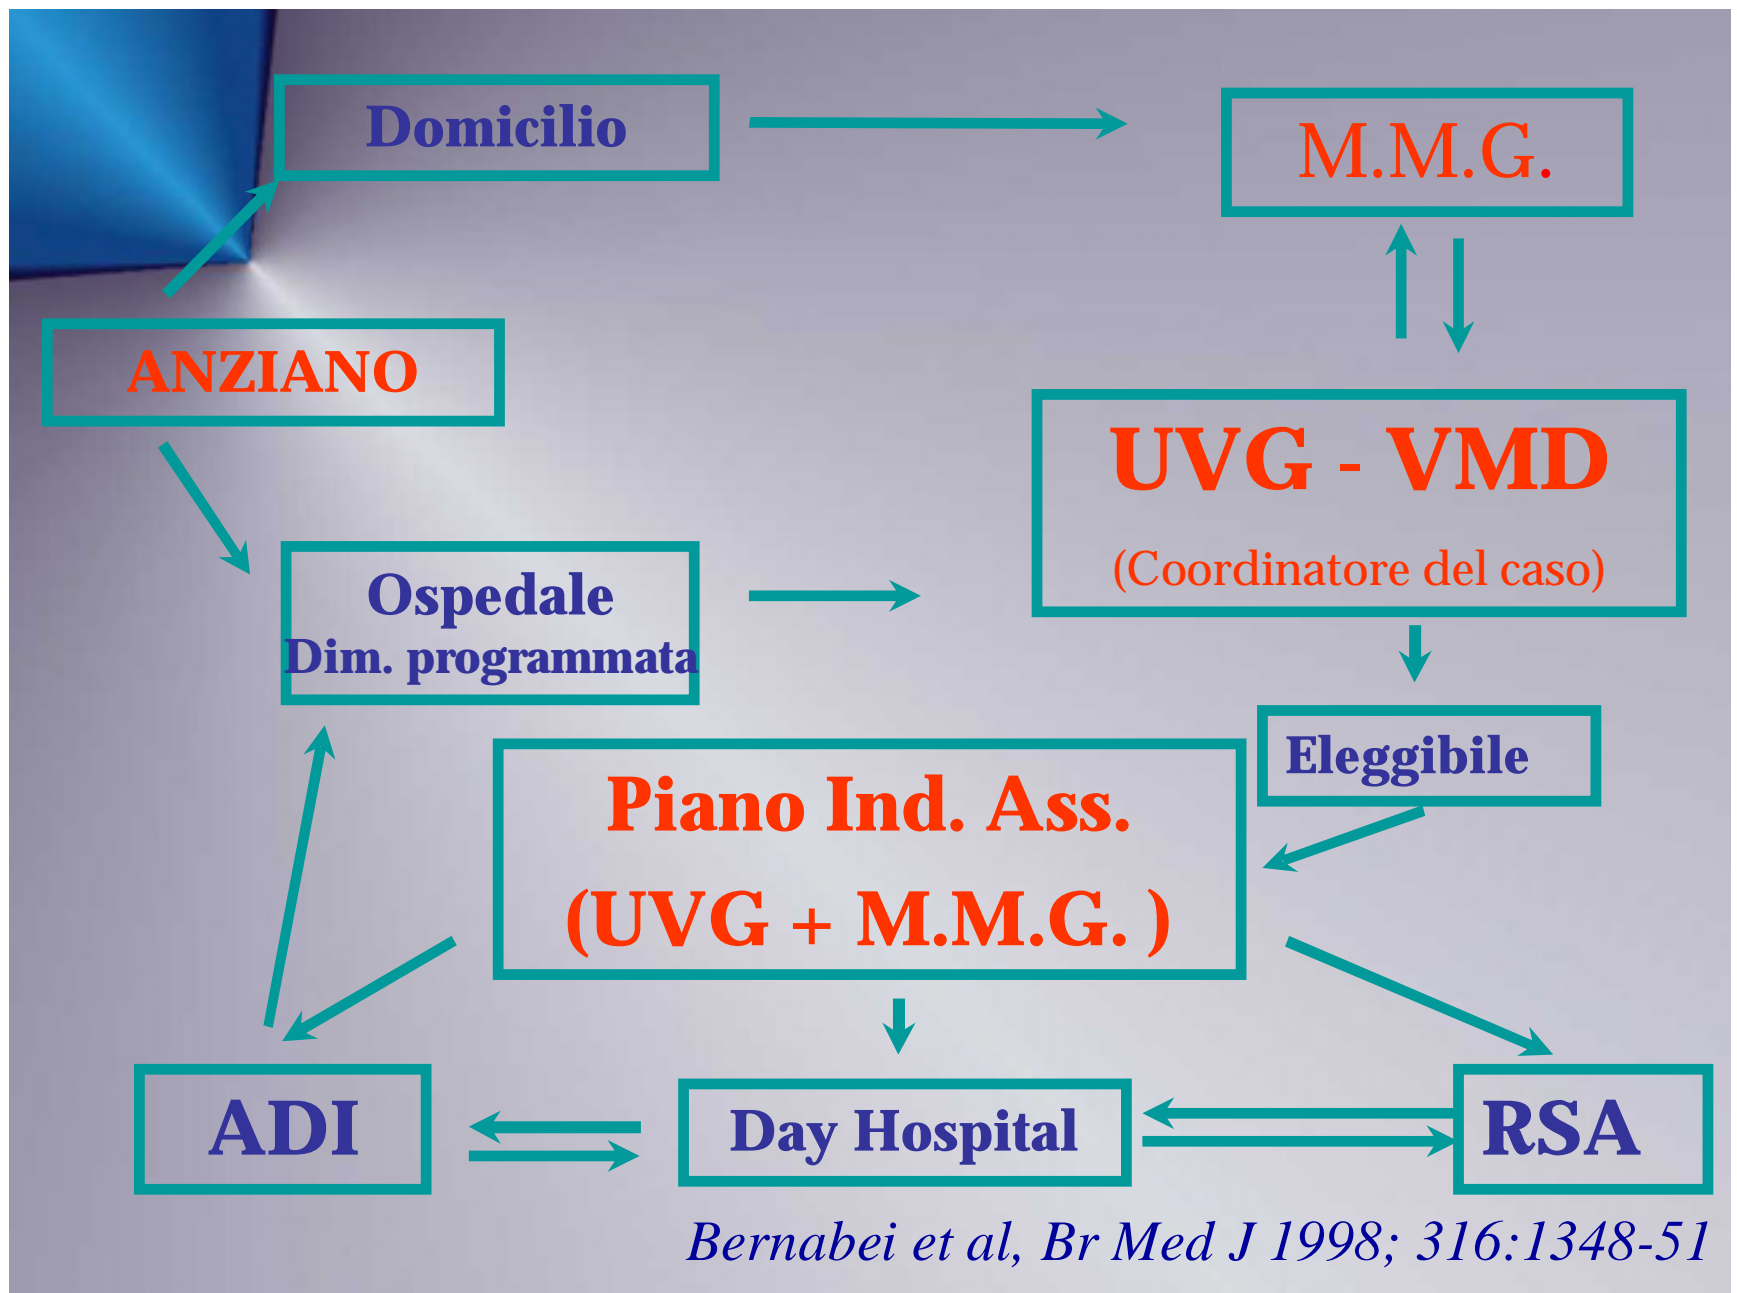 Domicilio
M.M.G.
ANZIANO
UVG - VMD
(Coordinatore del caso)
Ospedale
Dim. programmata
Eleggibile
Piano Ind. Ass.
(UVG + M.M.G. )
ADI
Day Hospital
RSA
Bernabei et al, Br Med J 1998; 316:1348-51